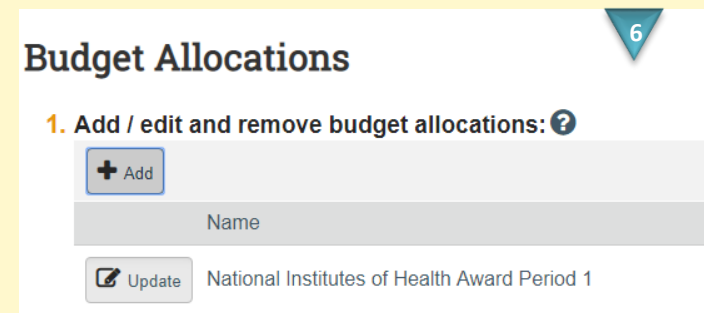 6
Budget Allocations
1. Add / edit and remove budget allocations:?
Add
Name
Update National Institutes of Health Award Period 1